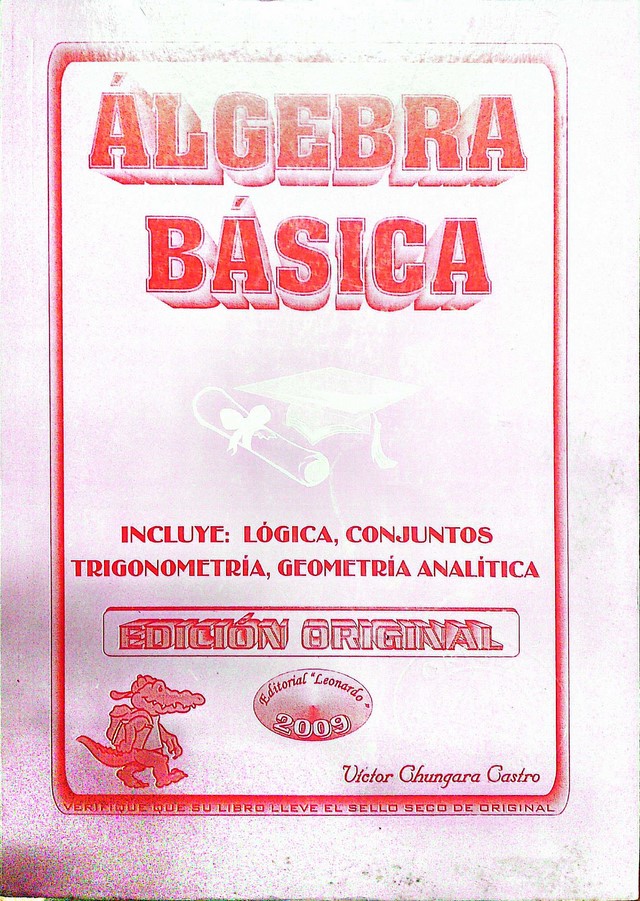 ÁLGEBRA
BÁSICA
INCLUYE: LÓGICA, CONJUNTOS
TRIGONOMETRÍA, GEOMETRÍA ANALÍTICA
EDICIÓN ORIGINAL
Editorial "Leonardo"
2009
Víctor Chungara Castro
VERIFIQUE QUE SU LIBRO LLEVE EL SELLO SECO DE ORIGINAL